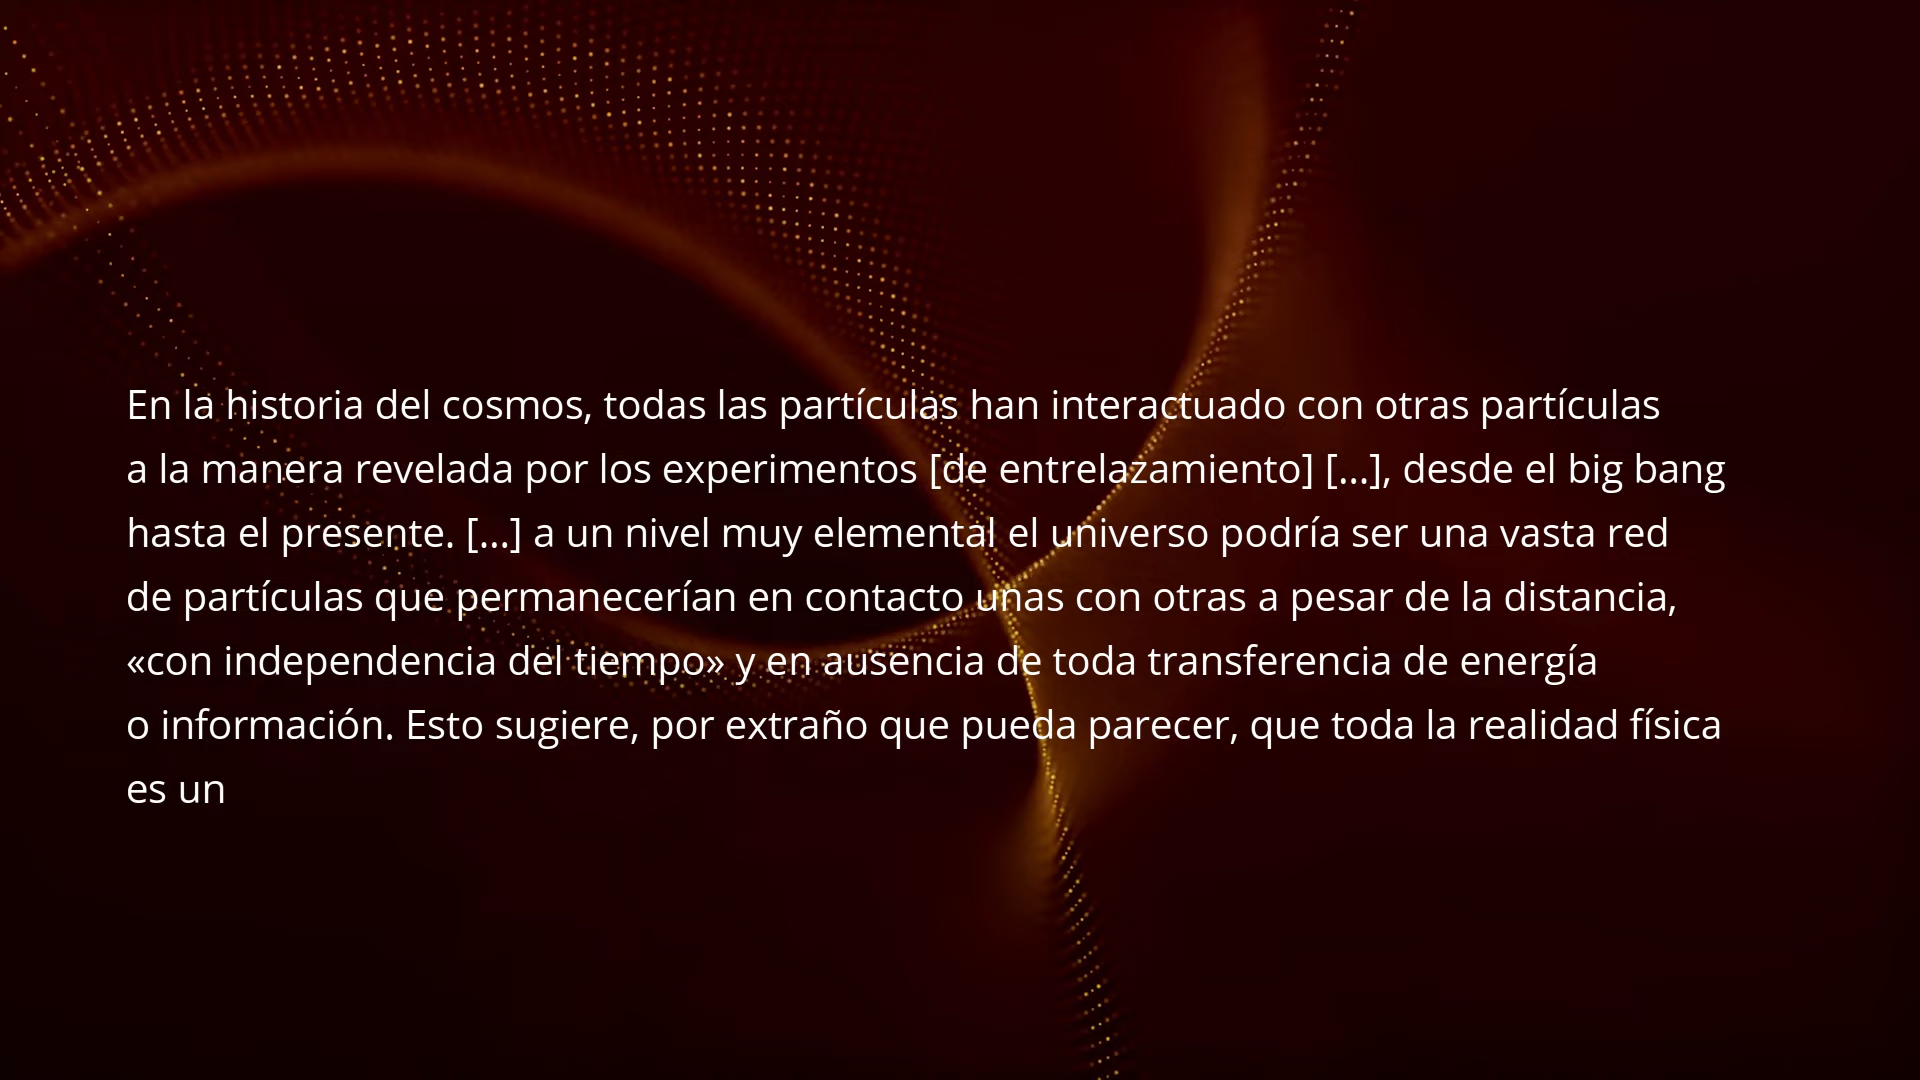 En la historia del cosmos, todas las partículas han interactuado con otras partículas
a la manera revelada por los experimentos [de entrelazamiento] [...], desde el big bang
hasta el presente. [...] a un nivel muy elemental el universo podría ser una vasta red
de partículas que permanecerían en contacto unas con otras a pesar de la distancia,
«con independencia del tiempo» y en ausencia de toda transferencia de energía
o información. Esto sugiere, por extraño que pueda parecer, que toda la realidad física
es un